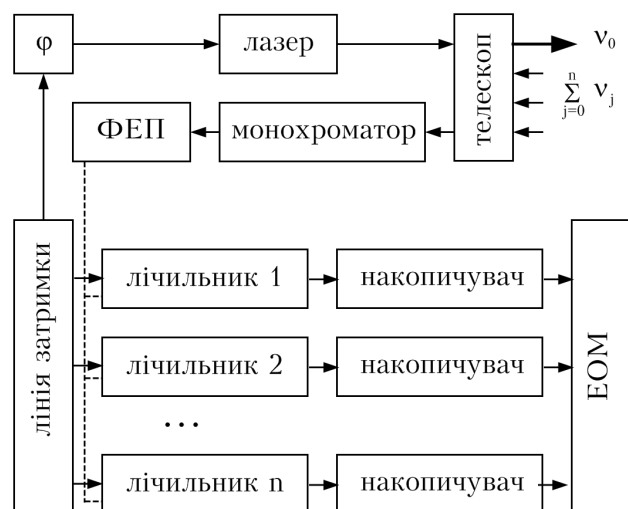 φ
лазер
телескоп
ν₀
n
∑ νⱼ
j=0
ФЕП
монохроматор
лінія затримки
лічильник 1
накопичувач
ЕОМ
лічильник 2
накопичувач
...
лічильник n
накопичувач